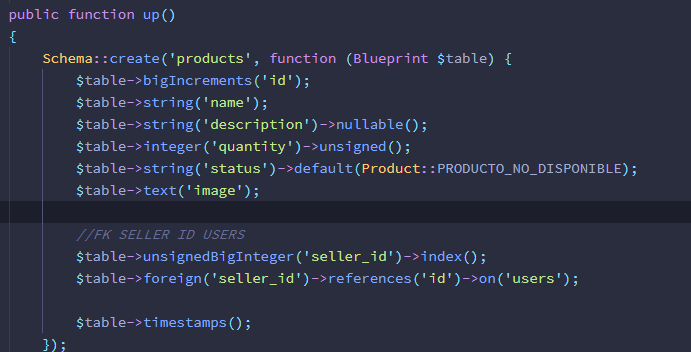 public function up()
{
    Schema::create('products', function (Blueprint $table) {
        $table->bigIncrements('id');
        $table->string('name');
        $table->string('description')->nullable();
        $table->integer('quantity')->unsigned();
        $table->string('status')->default(Product::PRODUCTO_NO_DISPONIBLE);
        $table->text('image');

        //FK SELLER ID USERS
        $table->unsignedBigInteger('seller_id')->index();
        $table->foreign('seller_id')->references('id')->on('users');

        $table->timestamps();
    });